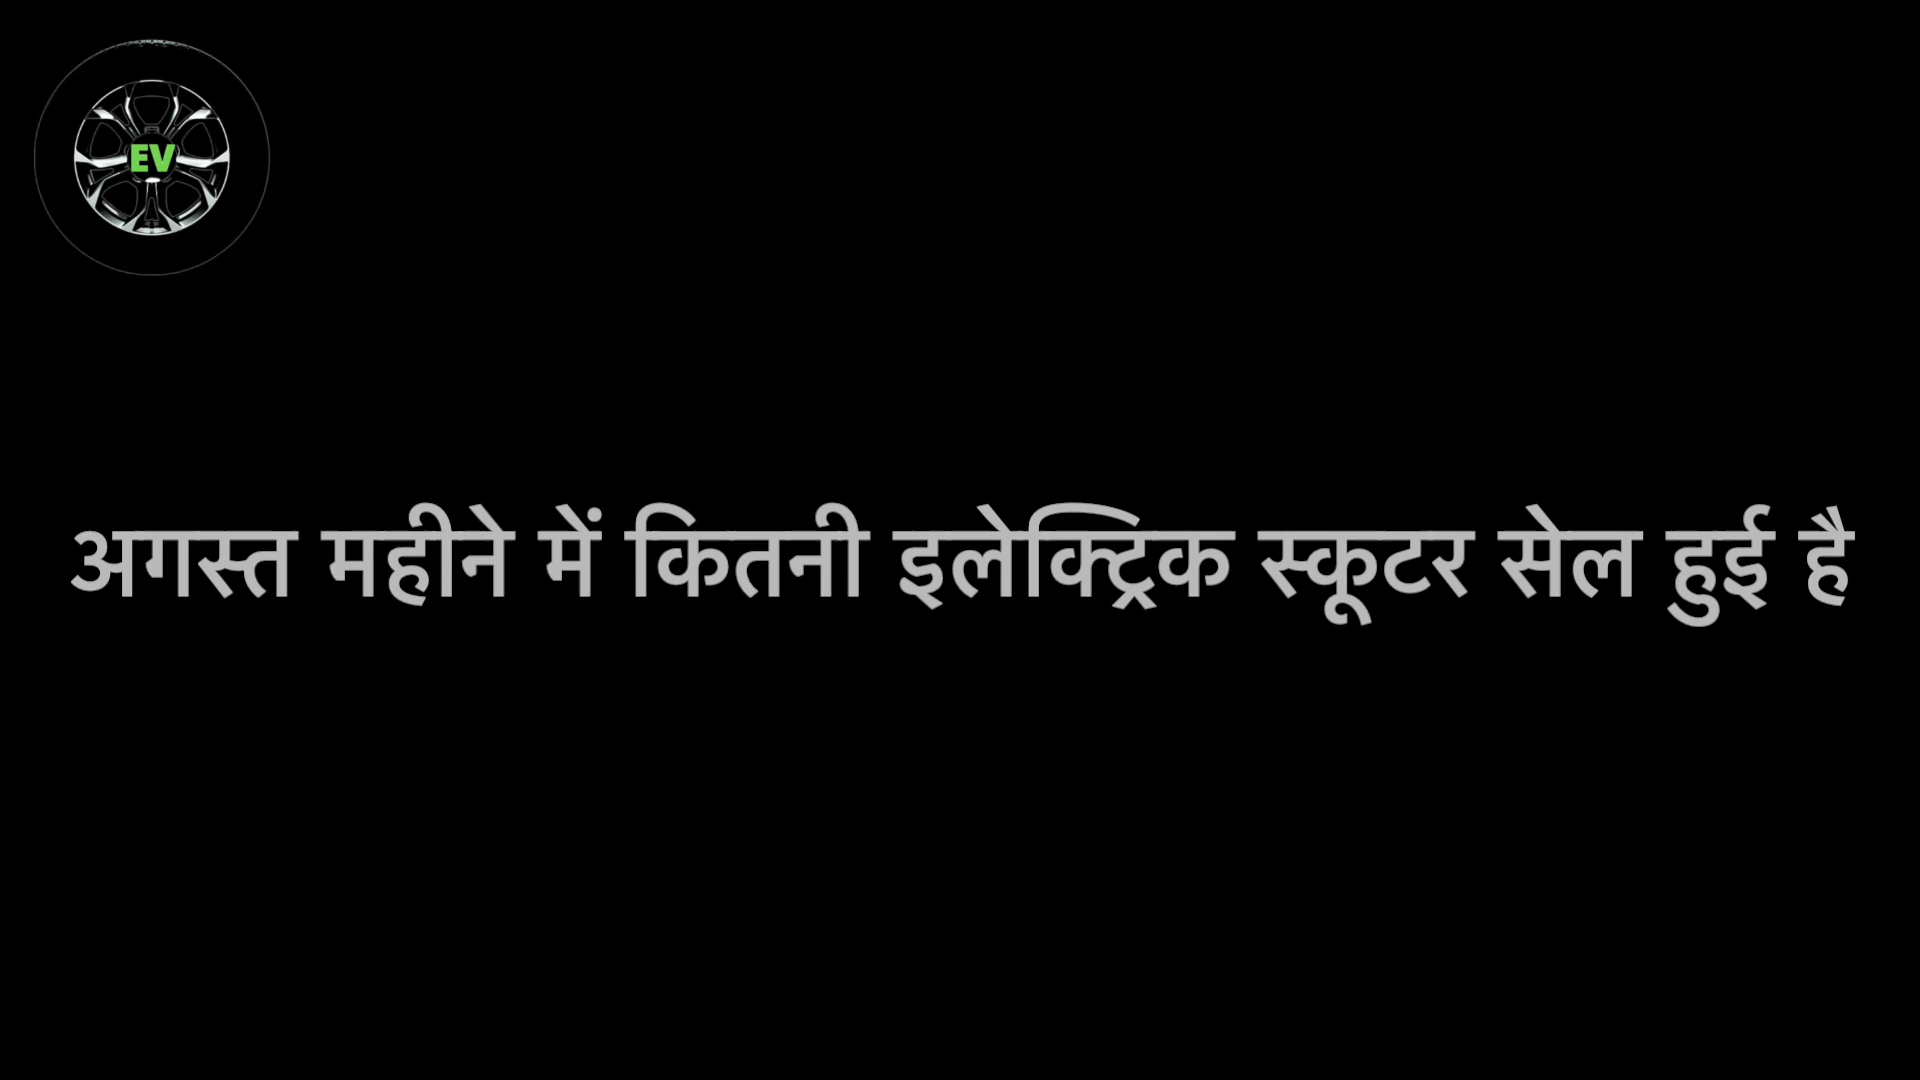 EV
अगस्त महीने में कितनी इलेक्ट्रिक स्कूटर सेल हुई है